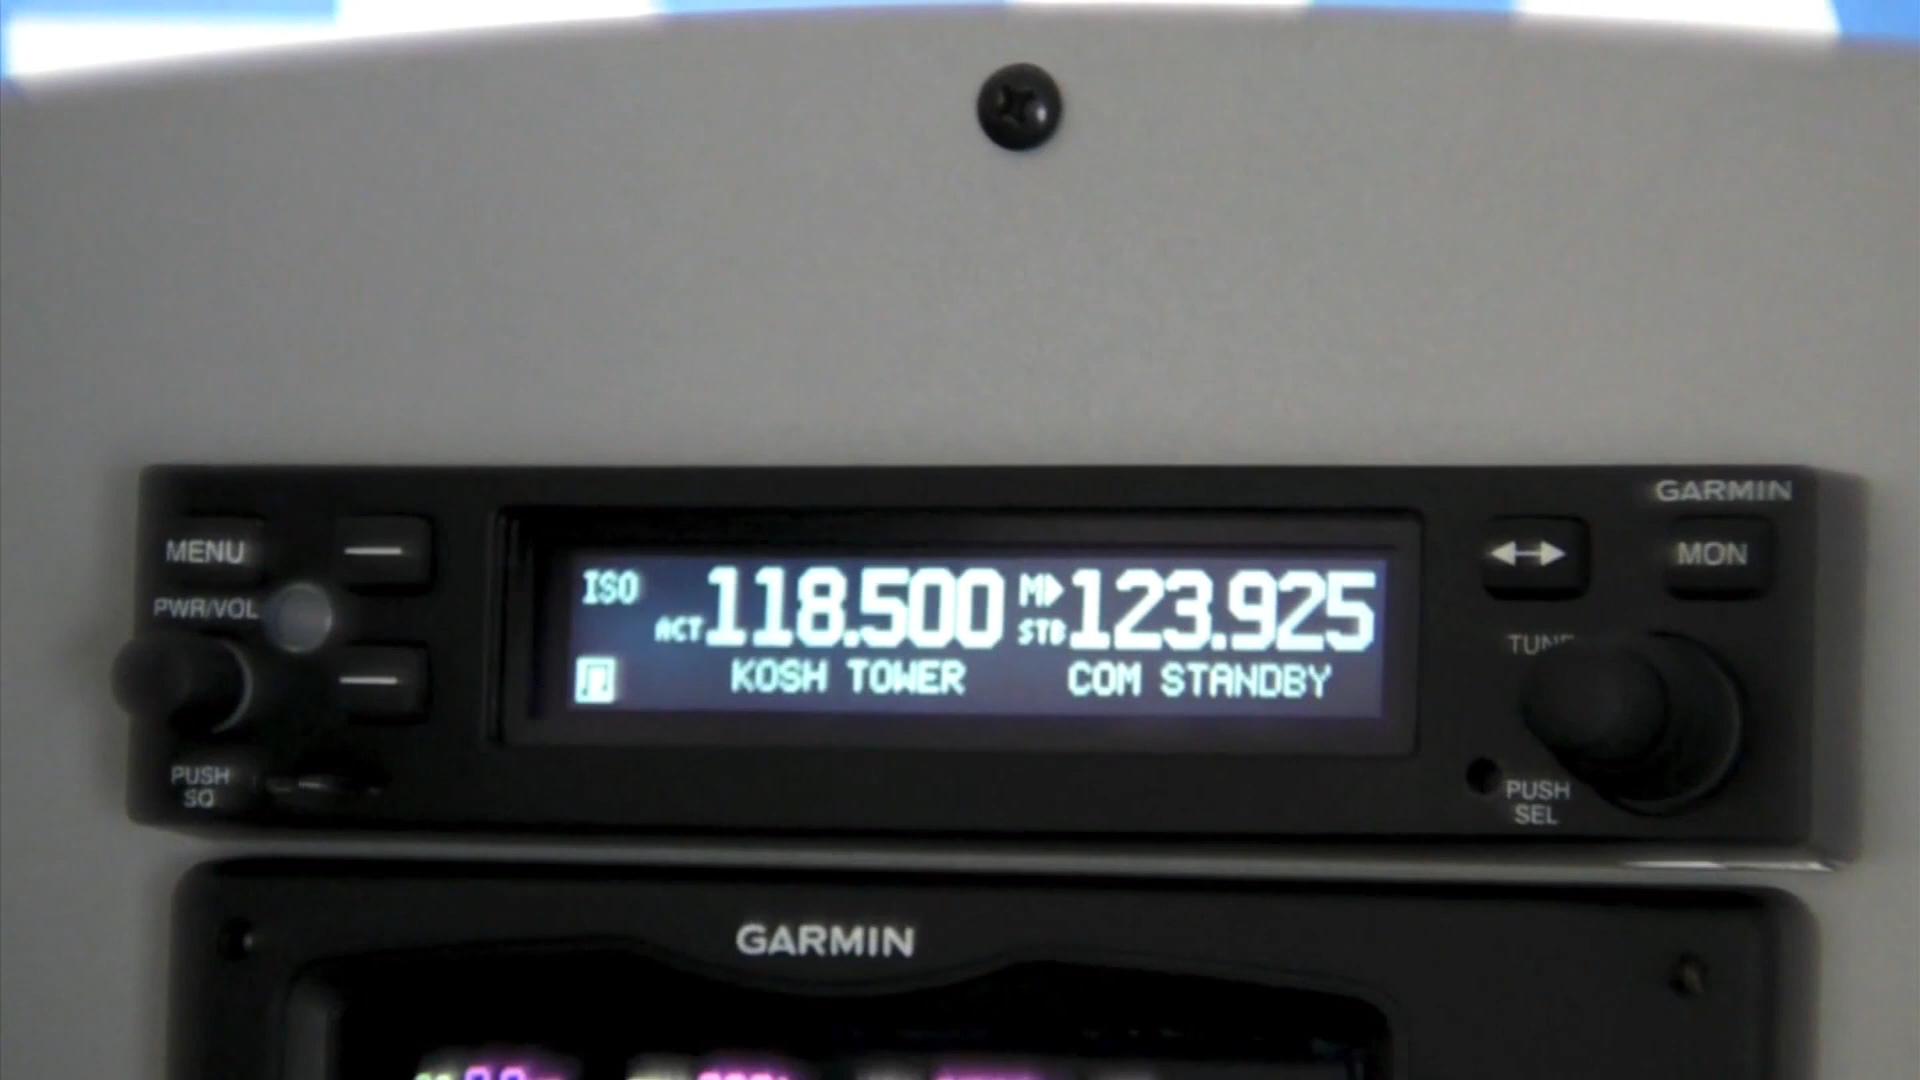 GARMIN
MENU
MON
PWR/VOL
ISO
ACT 118.500 M STB 123.925
KOSH TOWER COM STANDBY
TUNE
PUSH
SQ
PUSH
SEL
GARMIN